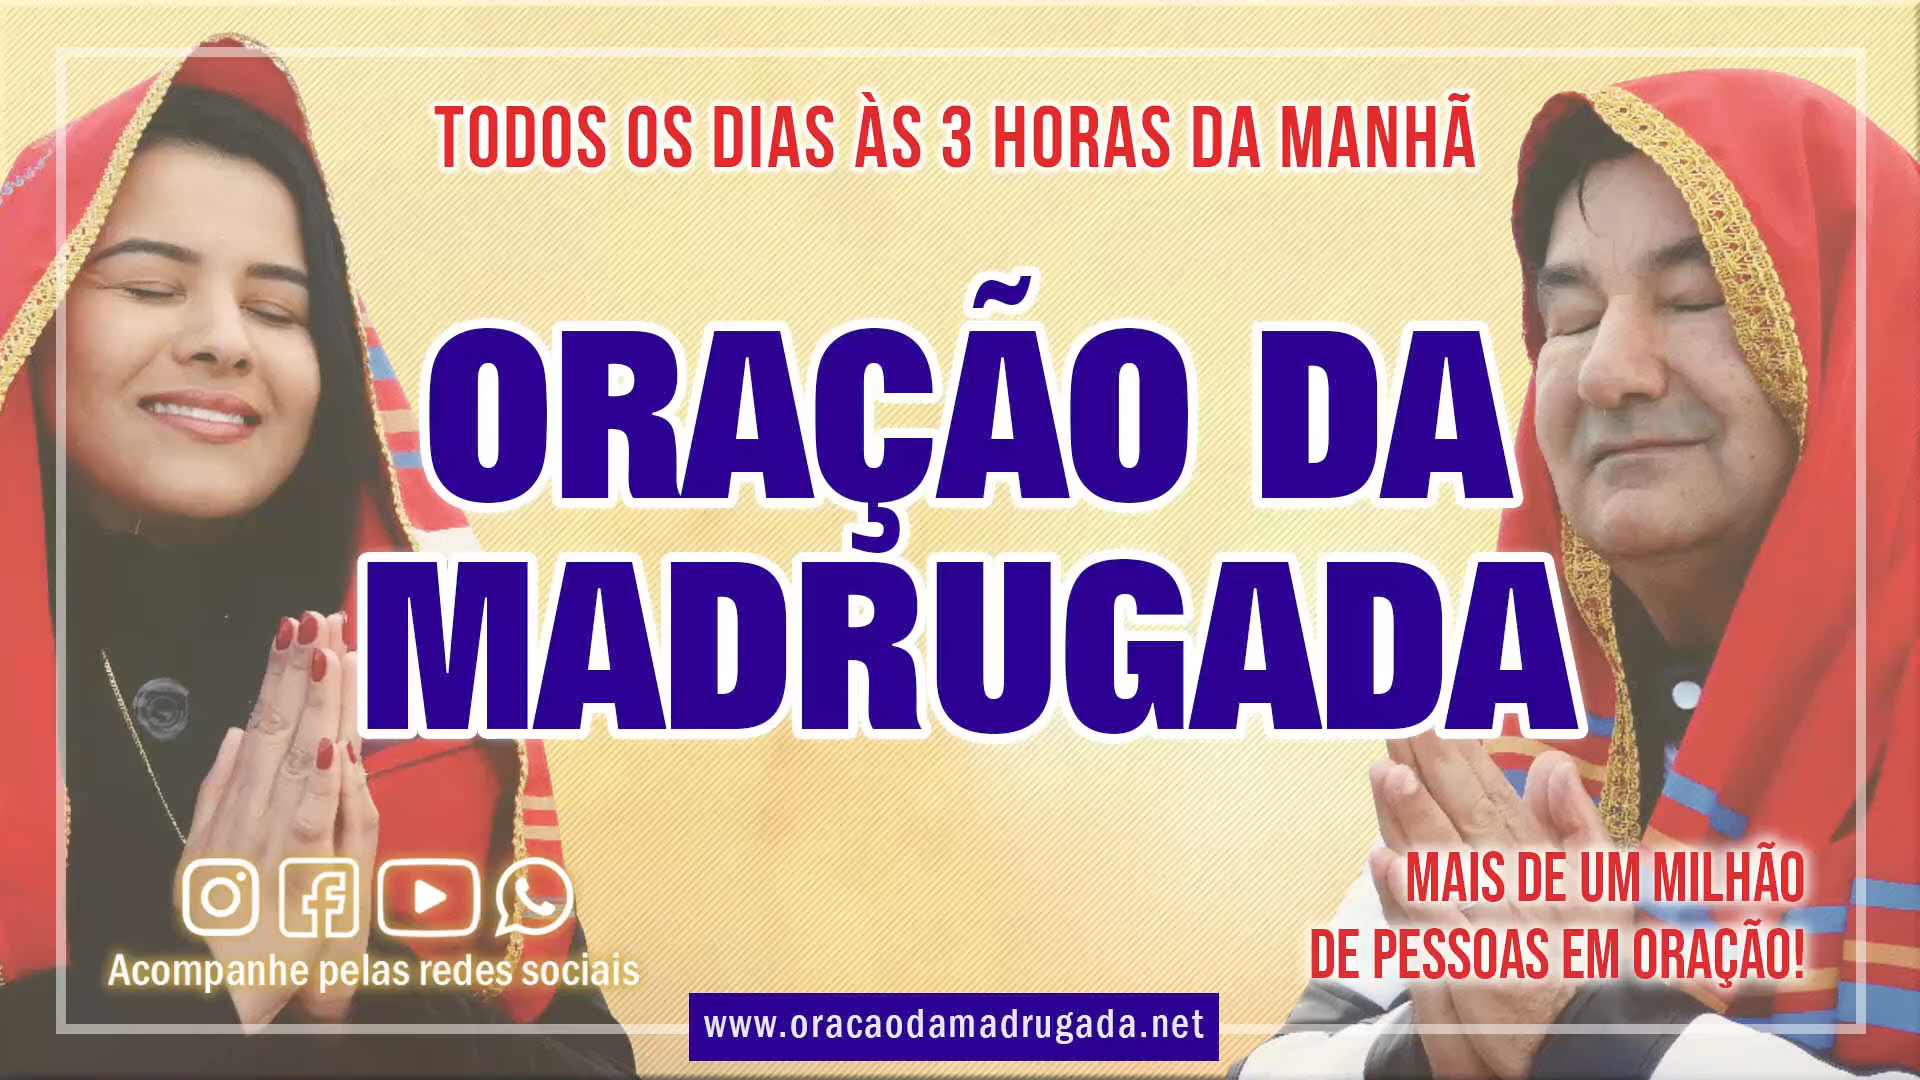 TODOS OS DIAS ÀS 3 HORAS DA MANHÃ
ORAÇÃO DA
MADRUGADA
Acompanhe pelas redes sociais
MAIS DE UM MILHÃO
DE PESSOAS EM ORAÇÃO!
www.oracaodamadrugada.net